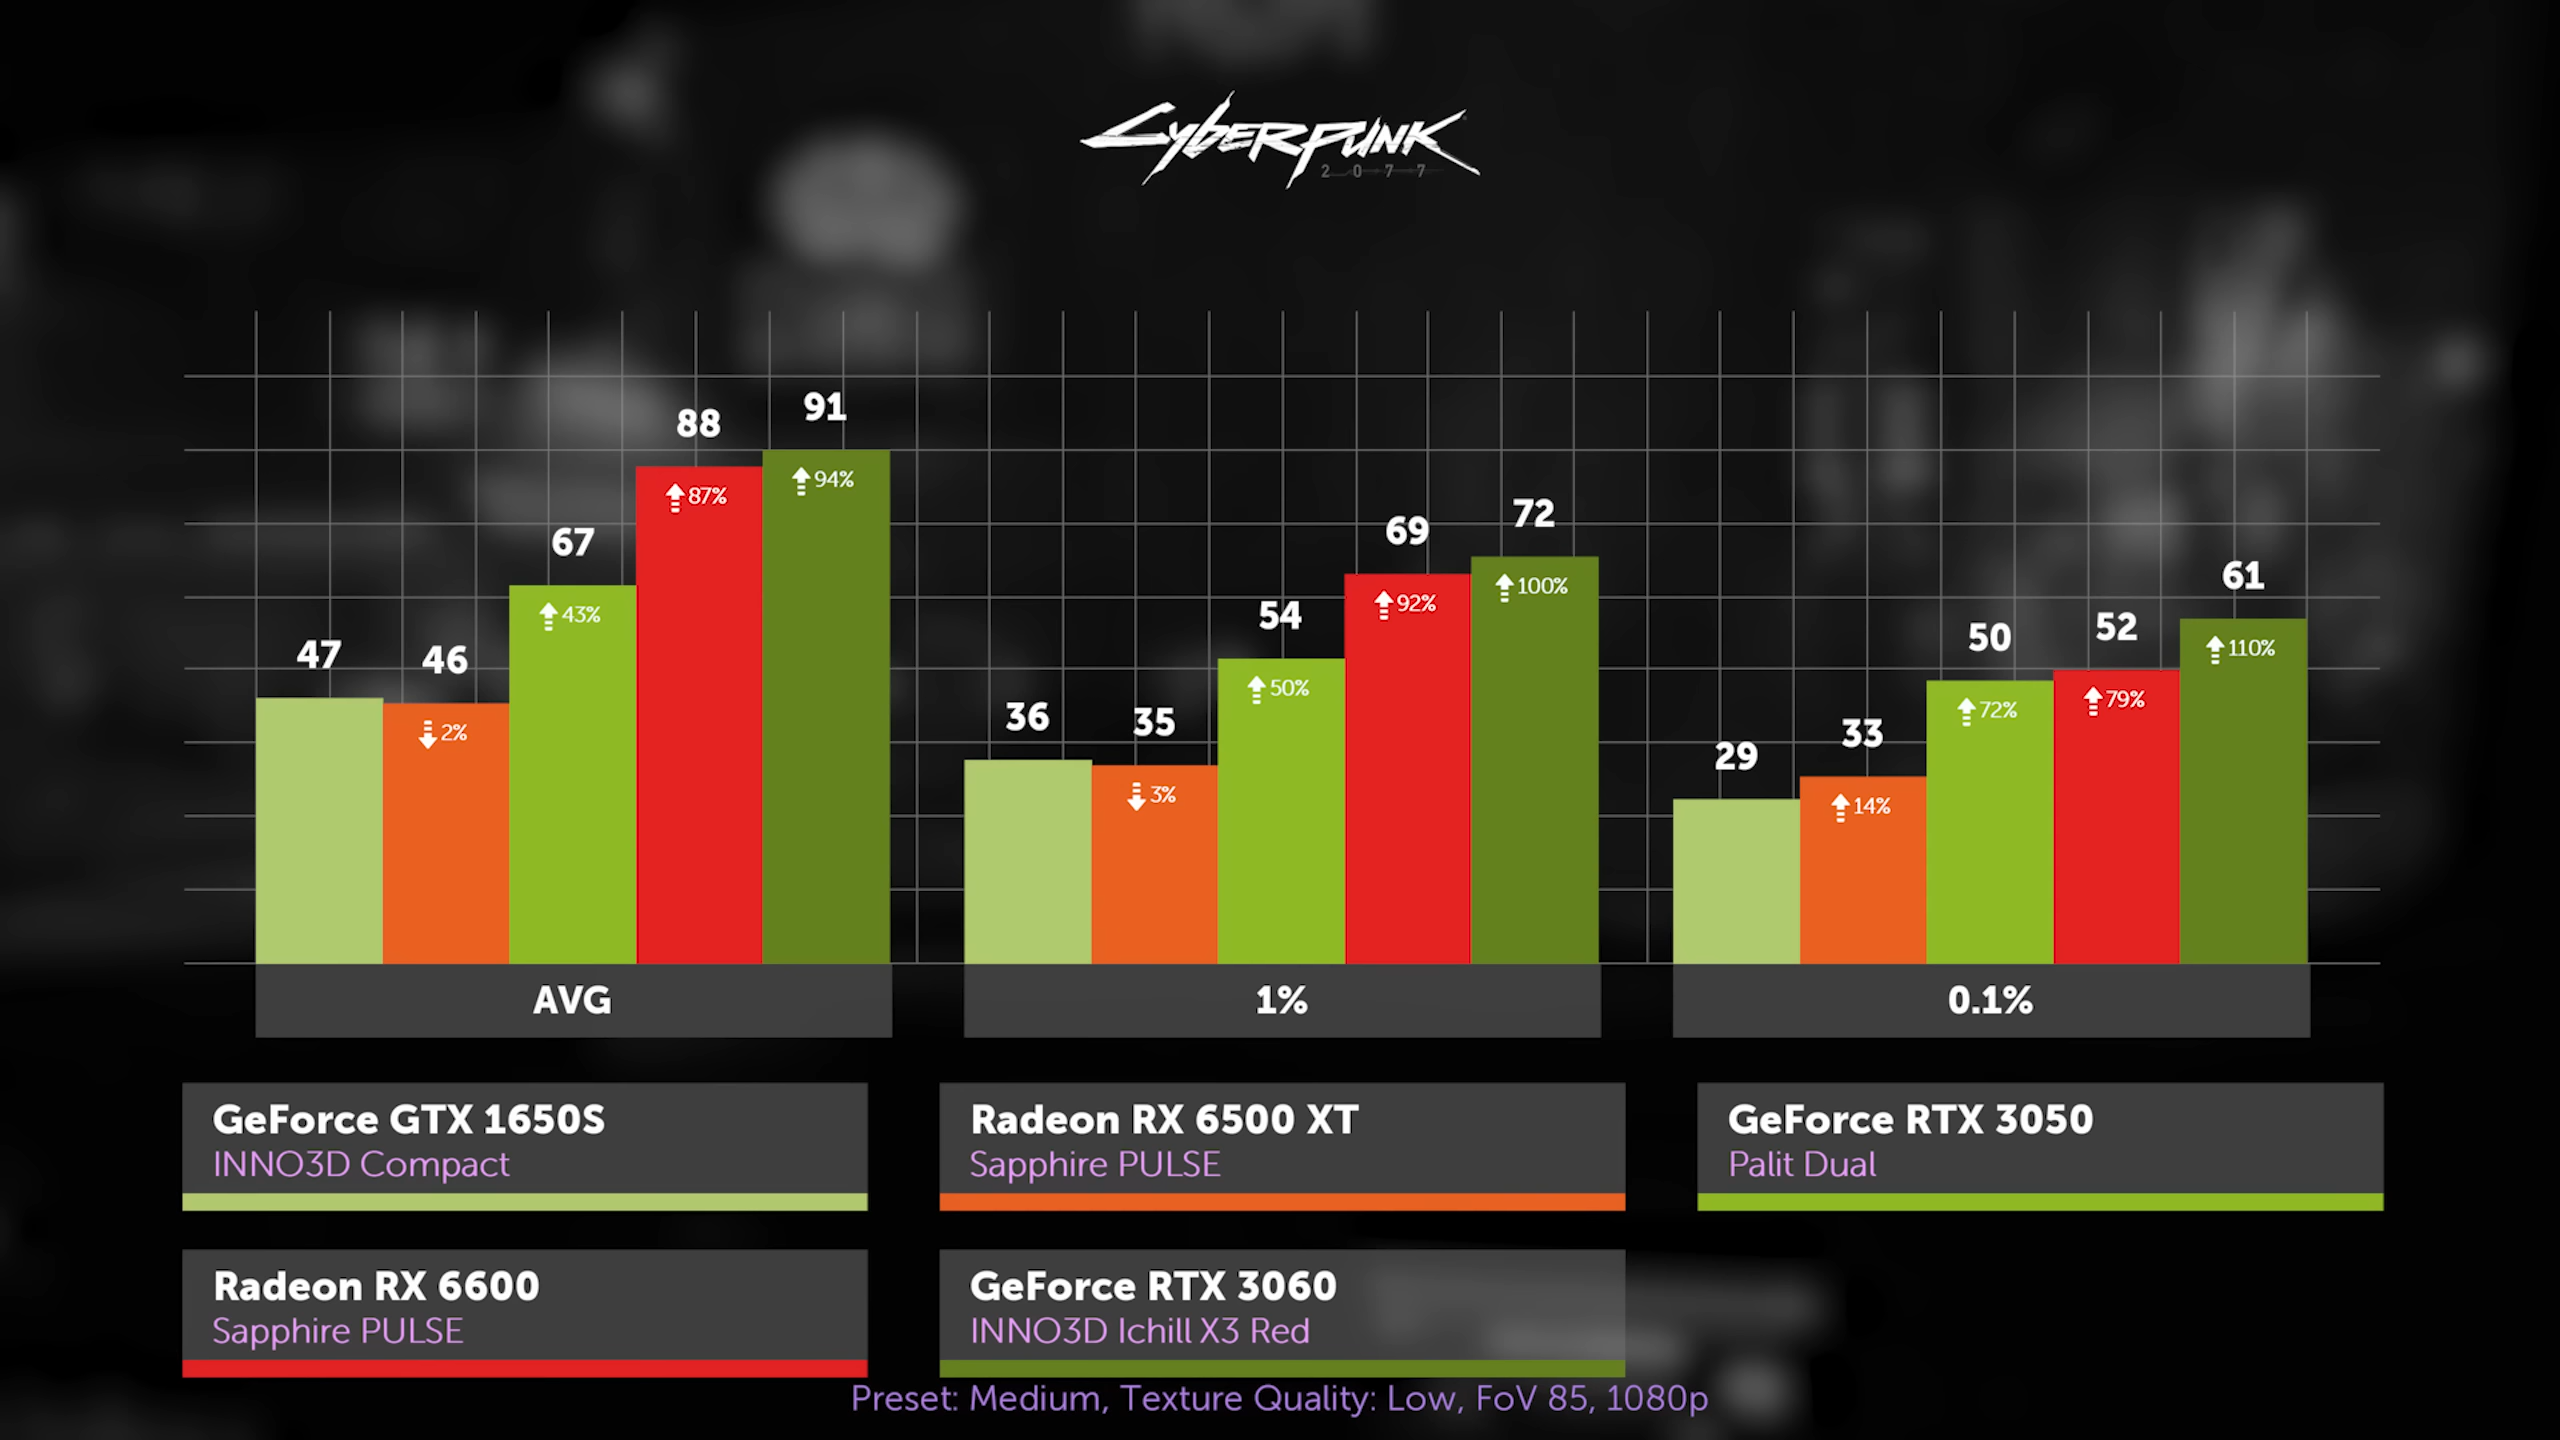 CYBERPUNK
2077
88
91
87%
94%
67
43%
47
46
2%
69
72
92%
100%
54
50%
36
35
3%
61
110%
50
52
72%
79%
29
33
14%
AVG
1%
0.1%
GeForce GTX 1650S
INNO3D Compact
Radeon RX 6500 XT
Sapphire PULSE
GeForce RTX 3050
Palit Dual
Radeon RX 6600
Sapphire PULSE
GeForce RTX 3060
INNO3D Ichill X3 Red
Preset: Medium, Texture Quality: Low, FoV 85, 1080p